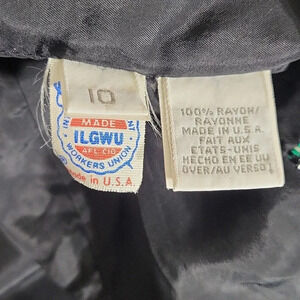 10
MADE
ILGWU
AFL CIO
WORKERS UNION
Made in U.S.A.
100% RAYON/
RAYONNE
MADE IN U.S.A.
FAIT AUX
ETATS-UNIS
HECHO EN EE UU
OVER/AU VERSO